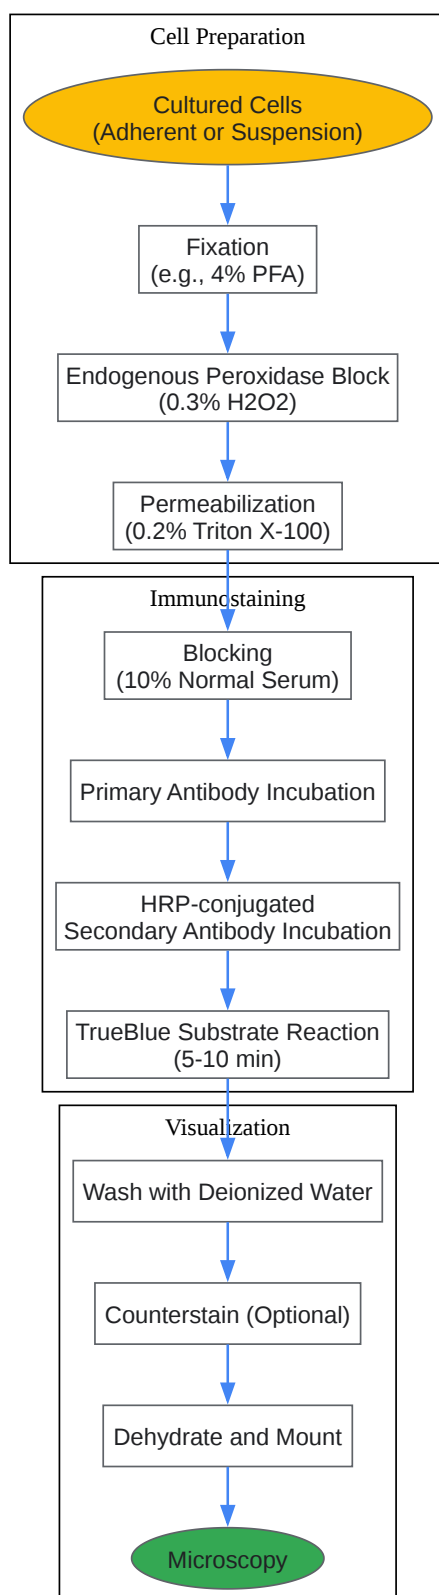 Cell Preparation
Cultured Cells
(Adherent or Suspension)
Fixation
(e.g., 4% PFA)
Endogenous Peroxidase Block
(0.3% H2O2)
Permeabilization
(0.2% Triton X-100)
Immunostaining
Blocking
(10% Normal Serum)
Primary Antibody Incubation
HRP-conjugated
Secondary Antibody Incubation
TrueBlue Substrate Reaction
(5-10 min)
Visualization
Wash with Deionized Water
Counterstain (Optional)
Dehydrate and Mount
Microscopy